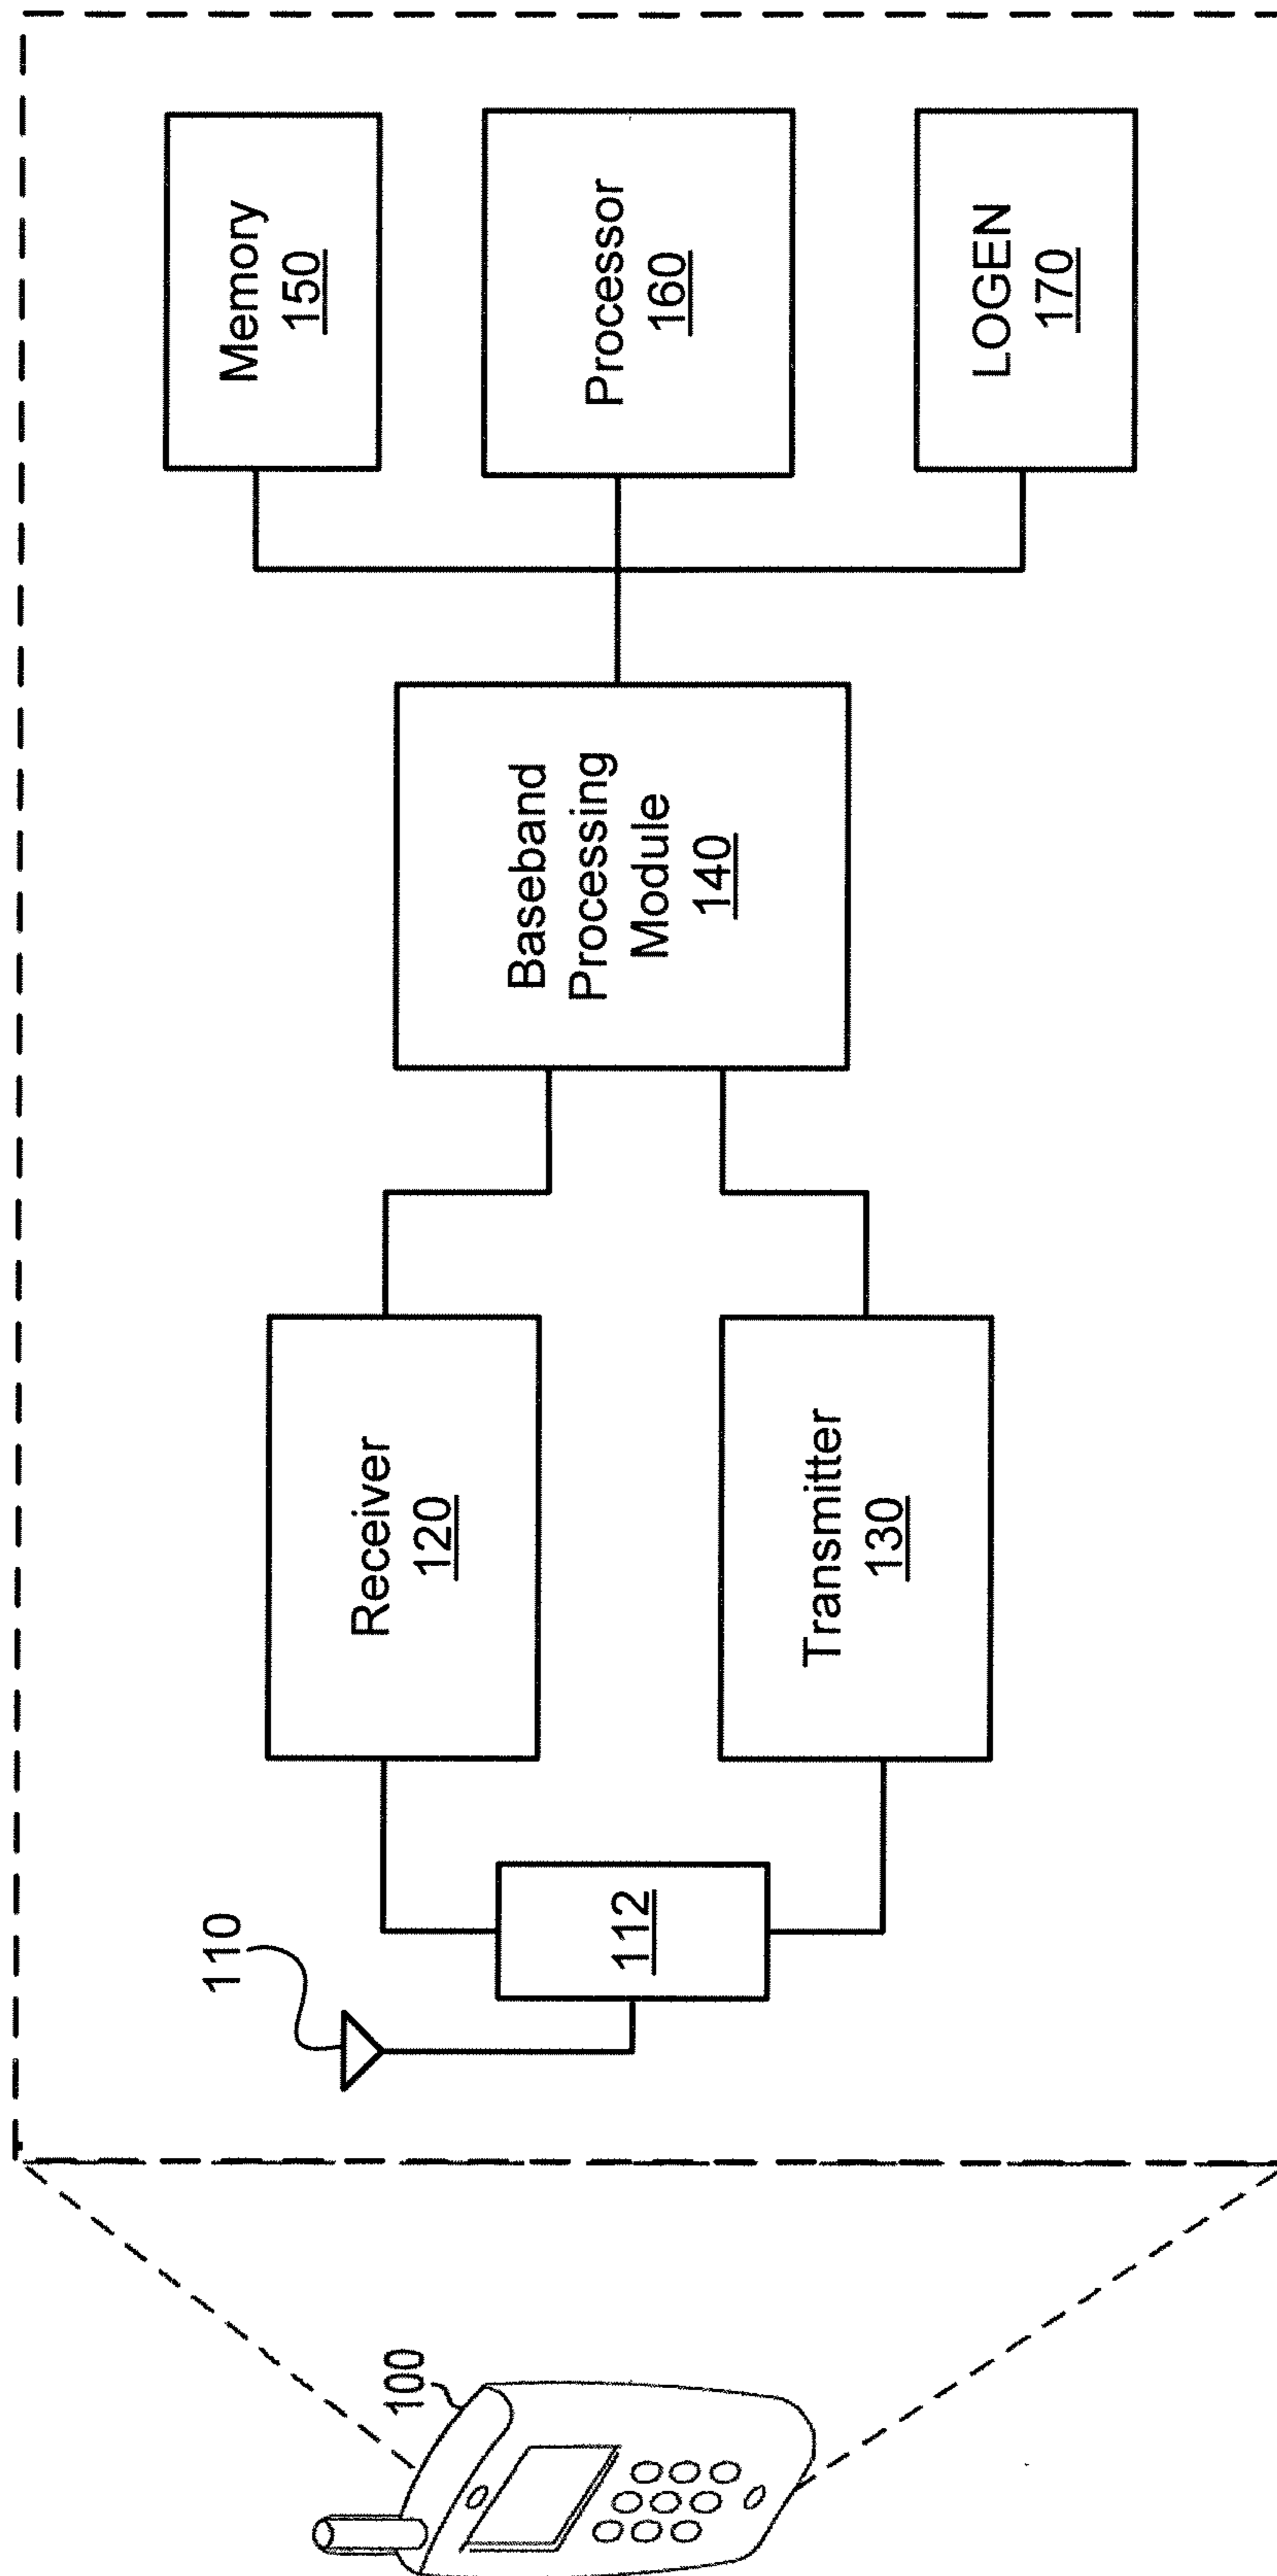 100
110
112
Receiver
120
Transmitter
130
Baseband
Processing
Module
140
Memory
150
Processor
160
LOGEN
170